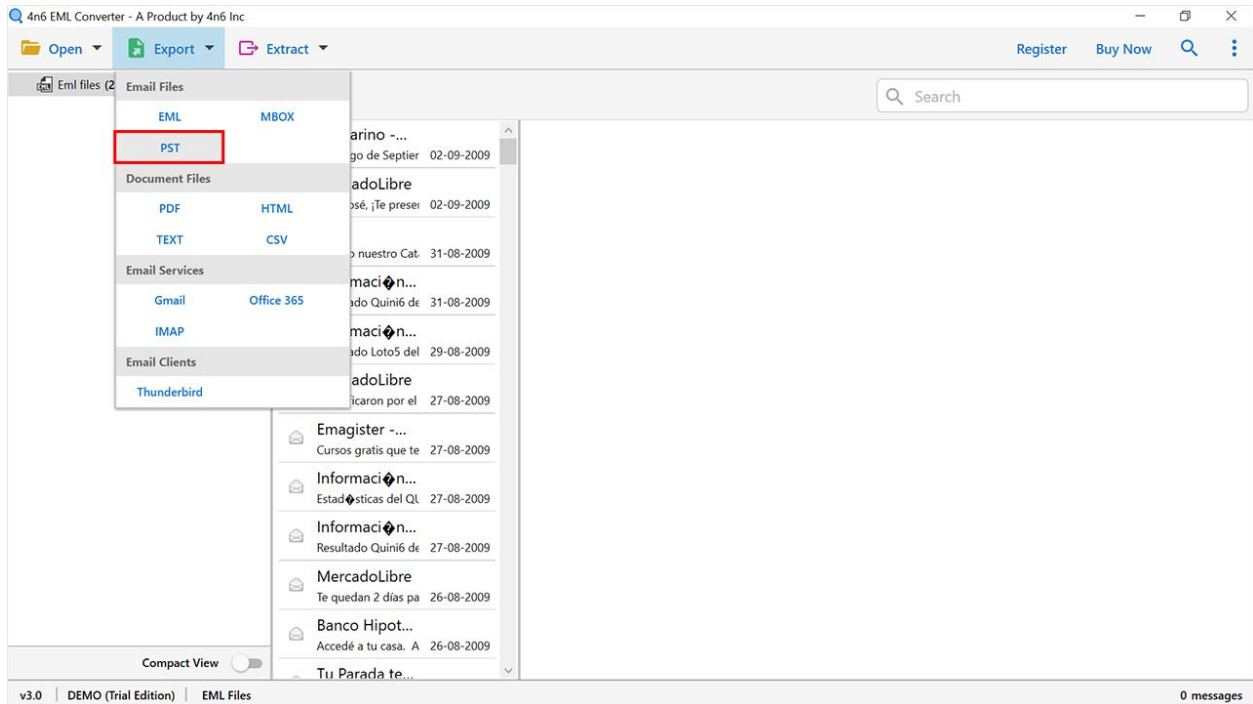 4n6 EML Converter - A Product by 4n6 Inc
Open Export Extract Register Buy Now
Eml files (2
Search
Email Files
EML MBOX
PST
Document Files
PDF HTML
TEXT CSV
Email Services
Gmail Office 365
IMAP
Email Clients
Thunderbird
arino -...
go de Septier 02-09-2009
adoLibre
osé, ¡Te preser 02-09-2009
o nuestro Cat 31-08-2009
maci�n...
ado Quini6 de 31-08-2009
maci�n...
ado Loto5 del 29-08-2009
adoLibre
icaron por el 27-08-2009
Emagister -...
Cursos gratis que te 27-08-2009
Informaci�n...
Estad�sticas del QU 27-08-2009
Informaci�n...
Resultado Quini6 de 27-08-2009
MercadoLibre
Te quedan 2 días pa 26-08-2009
Banco Hipot...
Accedé a tu casa. A 26-08-2009
Tu Parada te...
Compact View
v3.0 DEMO (Trial Edition) EML Files 0 messages